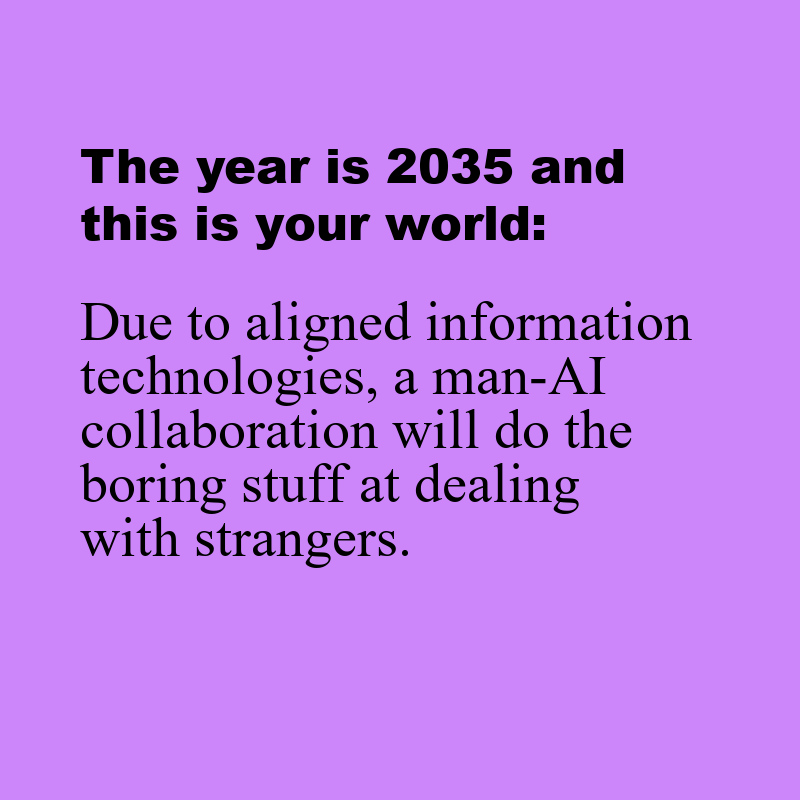 The year is 2035 and
this is your world:
Due to aligned information
technologies, a man-AI
collaboration will do the
boring stuff at dealing
with strangers.